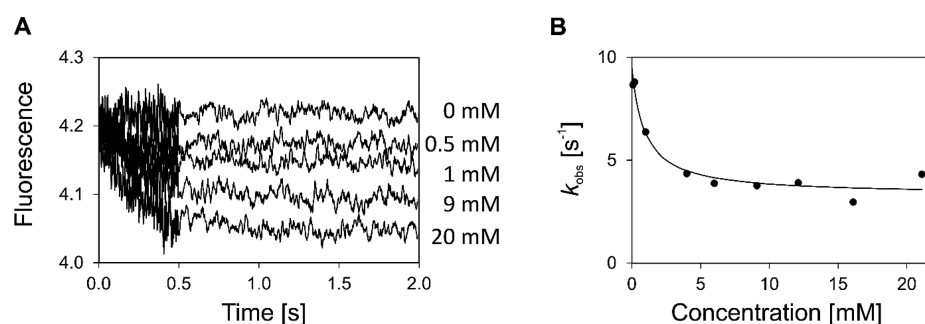 A
Fluorescence
4.3
4.2
4.1
4.0
0.0 0.5 1.0 1.5 2.0
Time [s]
0 mM
0.5 mM
1 mM
9 mM
20 mM
B
k_obs [s⁻¹]
10
5
0
0 5 10 15 20
Concentration [mM]